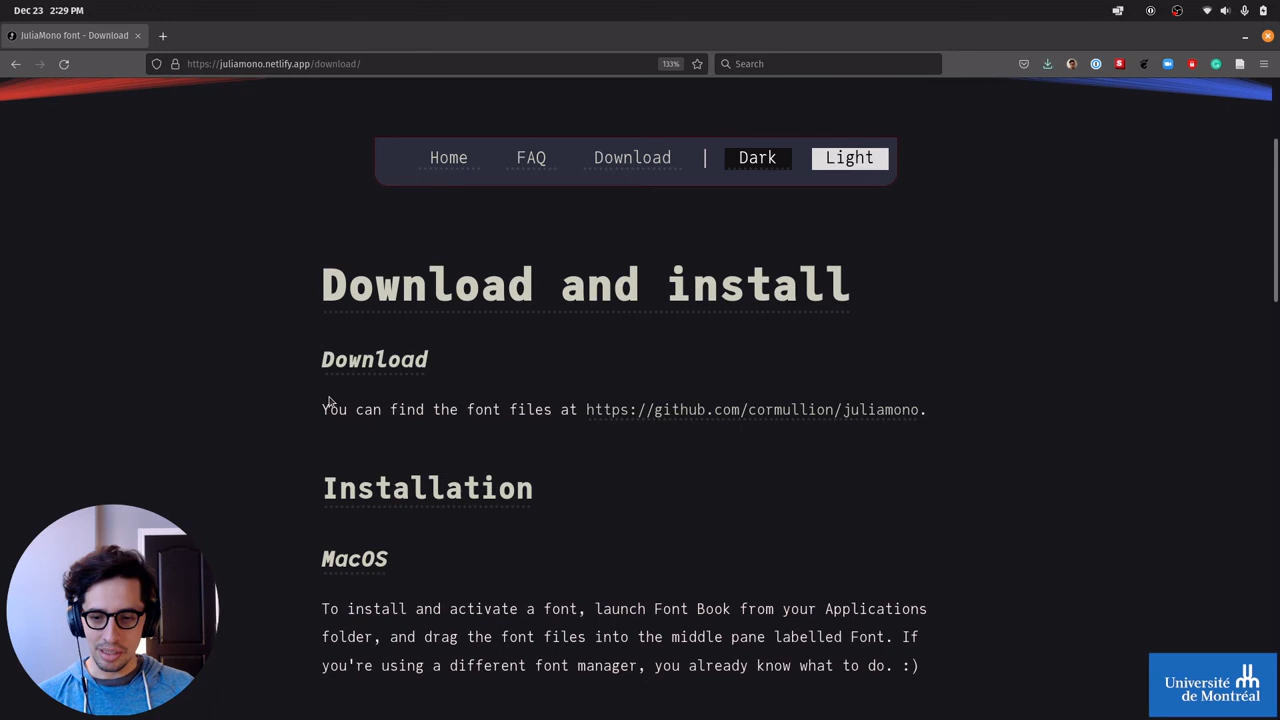 Dec 23 2:29 PM
JuliaMono font - Download
https://juliamono.netlify.app/download/
133%
Search
Home FAQ Download | Dark Light
Download and install
Download
You can find the font files at https://github.com/cormullion/juliamono.
Installation
MacOS
To install and activate a font, launch Font Book from your Applications
folder, and drag the font files into the middle pane labelled Font. If
you're using a different font manager, you already know what to do. :)
Université
de Montréal